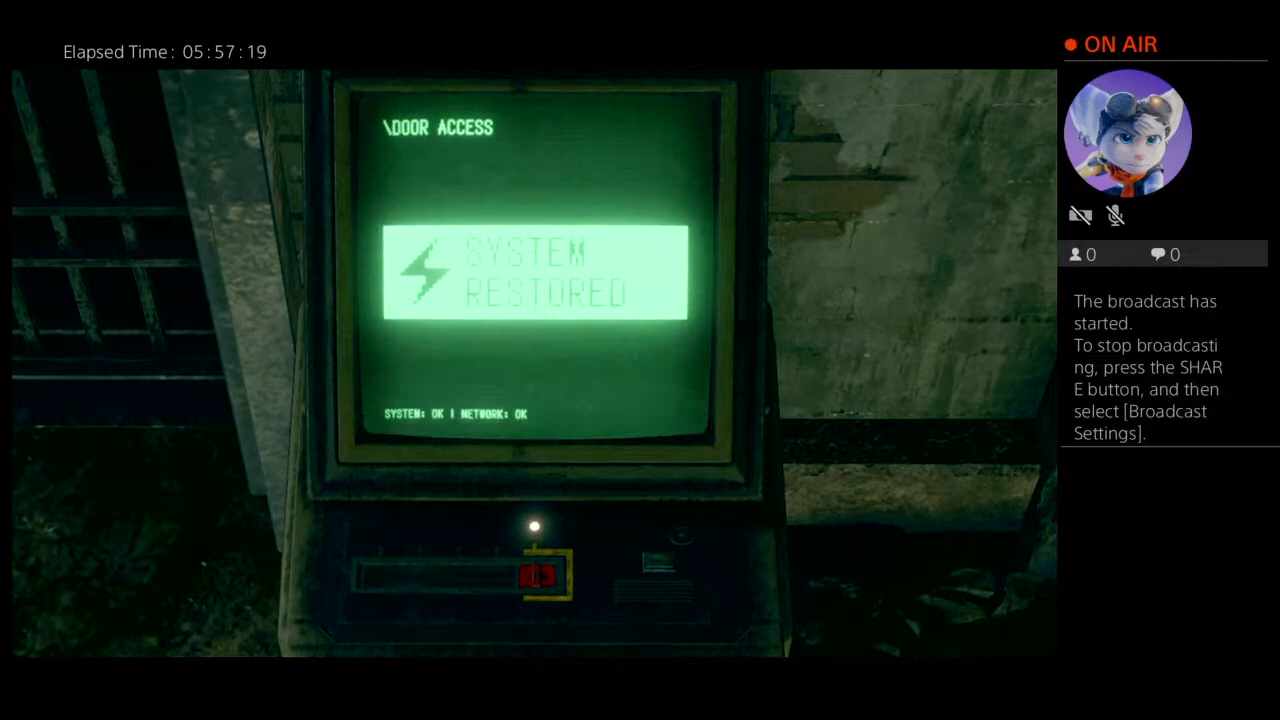 Elapsed Time: 05:57:19
ON AIR
\DOOR ACCESS
SYSTEM
RESTORED
SYSTEM: OK | NETWORK: OK
0 0
The broadcast has
started.
To stop broadcasti
ng, press the SHAR
E button, and then
select [Broadcast
Settings].